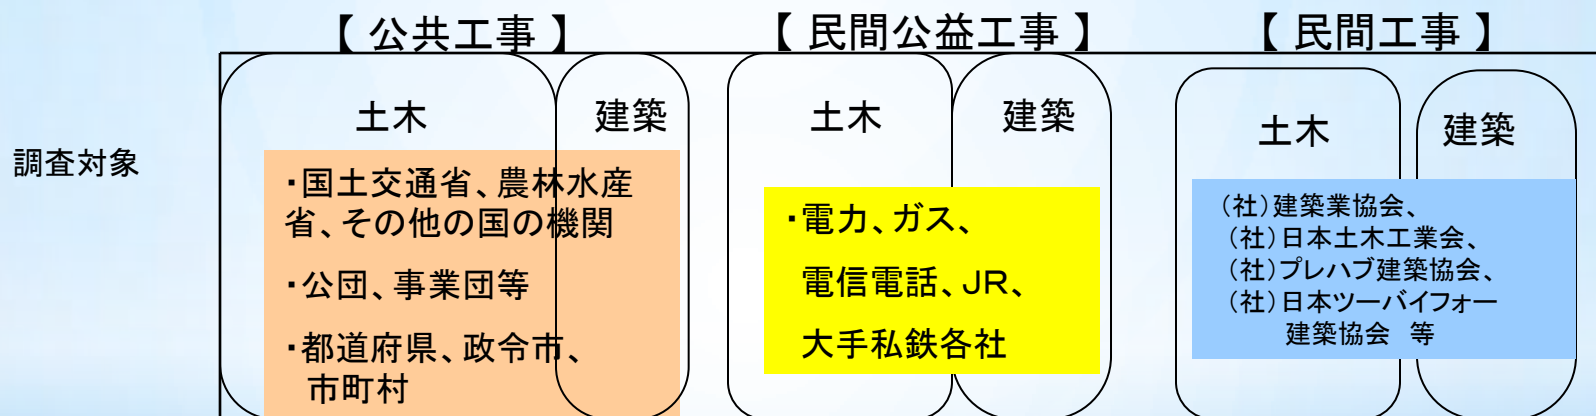 【 公共工事 】
【 民間公益工事 】
【 民間工事 】
調査対象
土木
建築
・国土交通省、農林水産
省、その他の国の機関
・公団、事業団等
・都道府県、政令市、
市町村
土木
建築
・電力、ガス、
電信電話、JR、
大手私鉄各社
土木
建築
（社）建築業協会、
（社）日本土木工業会、
（社）プレハブ建築協会、
（社）日本ツーバイフォー
建築協会　等